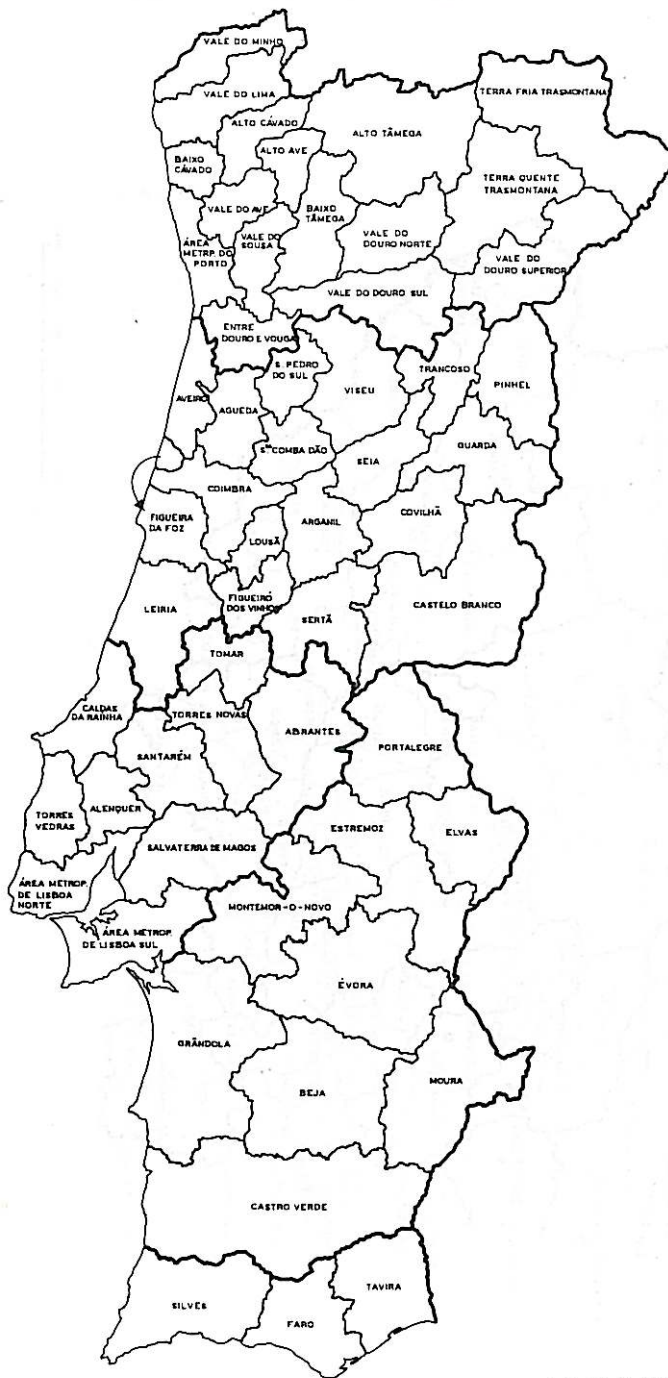 VALE DO MINHO
VALE DO LIMA
TERRA FRIA TRASMONTANA
ALTO CÁVADO
ALTO TÂMEGA
ALTO AVE
BAIXO
CÁVADO
TERRA QUENTE
TRASMONTANA
VALE DO AVE
BAIXO
TÂMEGA
VALE DO
SOUSA
VALE DO
DOURO NORTE
ÁREA
METRP. DO
PORTO
VALE DO
DOURO SUPERIOR
VALE DO DOURO SUL
ENTRE
DOURO E VOUGA
S. PEDRO
DO SUL
VISEU
TRANCOSO
PINHEL
AVEIRO
AGUEDA
STA COMBA DÃO
SEIA
GUARDA
COIMBRA
FIGUEIRA
DA FOZ
LOUSÃ
ARGANIL
COVILHÃ
LEIRIA
FIGUEIRÓ
DOS VINHOS
SERTÃ
CASTELO BRANCO
TOMAR
CALDAS
DA RAÍNHA
TORRES NOVAS
ABRANTES
PORTALEGRE
SANTARÉM
TORRES
VEDRAS
ALENQUER
ESTREMOZ
ELVAS
SALVATERRA DE MAGOS
ÁREA METROP.
DE LISBOA
NORTE
MONTEMOR-O-NOVO
ÁREA METROP.
DE LISBOA SUL
ÉVORA
GRÂNDOLA
BEJA
MOURA
CASTRO VERDE
SILVES
FARO
TAVIRA